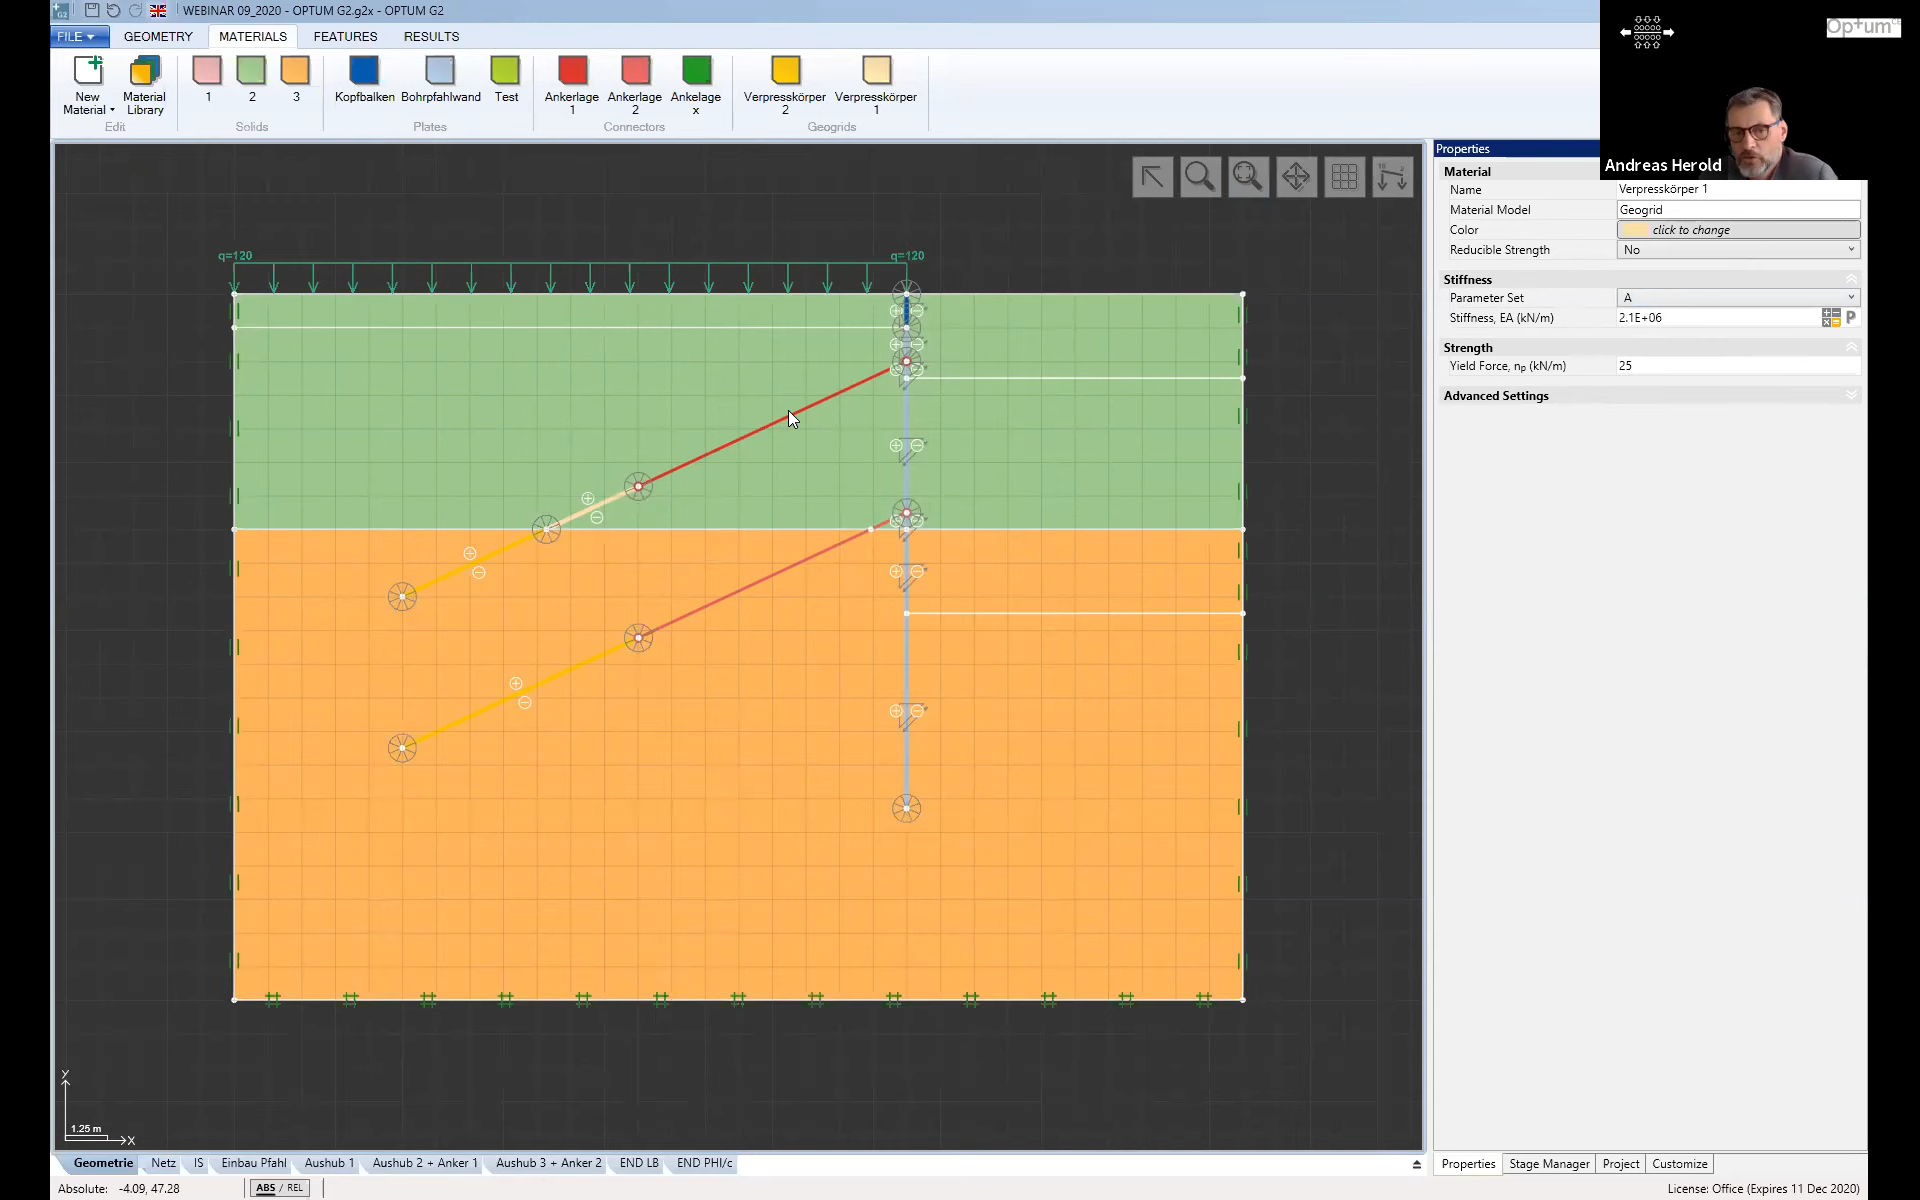 WEBINAR 09_2020 - OPTUM G2.g2x - OPTUM G2
G2
FILE GEOMETRY MATERIALS FEATURES RESULTS
New Material
Material Library
1 2 3
Kopfbalken Bohrpfahlwand Test
Ankerlage 1
Ankerlage 2
Ankelage x
Verpresskörper 2
Verpresskörper 1
Edit Solids Plates Connectors Geogrids
Optum
Andreas Herold
Properties
Material
Name Verpresskörper 1
Material Model Geogrid
Color click to change
Reducible Strength No
Stiffness
Parameter Set A
Stiffness, EA (kN/m) 2.1E+06 P
Strength
Yield Force, np (kN/m) 25
Advanced Settings
q=120 q=120
Y
1.25 m
X
Geometrie Netz IS Einbau Pfahl Aushub 1 Aushub 2 + Anker 1 Aushub 3 + Anker 2 END LB END PHI/c
Properties Stage Manager Project Customize
Absolute: -4.09, 47.28 ABS / REL License: Office (Expires 11 Dec 2020)